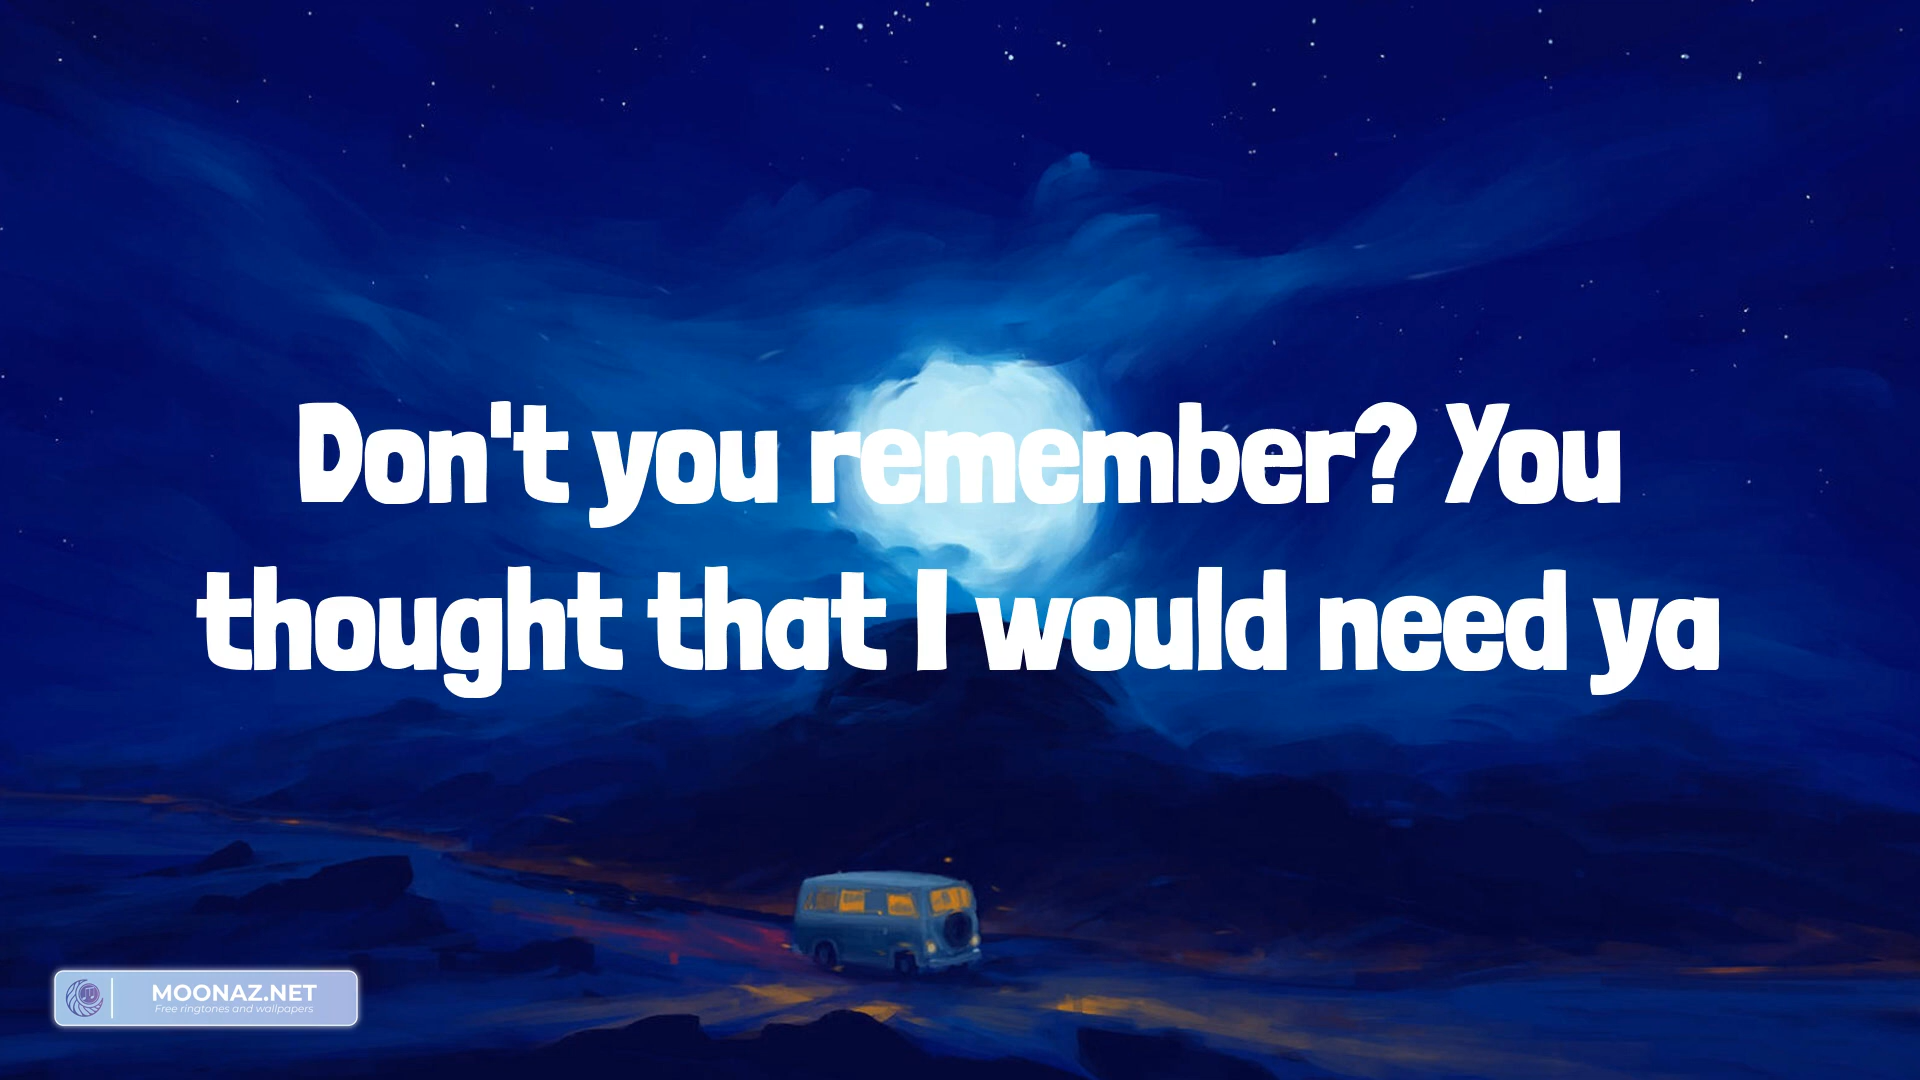 Don't you remember? You
thought that I would need ya
MOONAZ.NET
Free ringtones and wallpapers